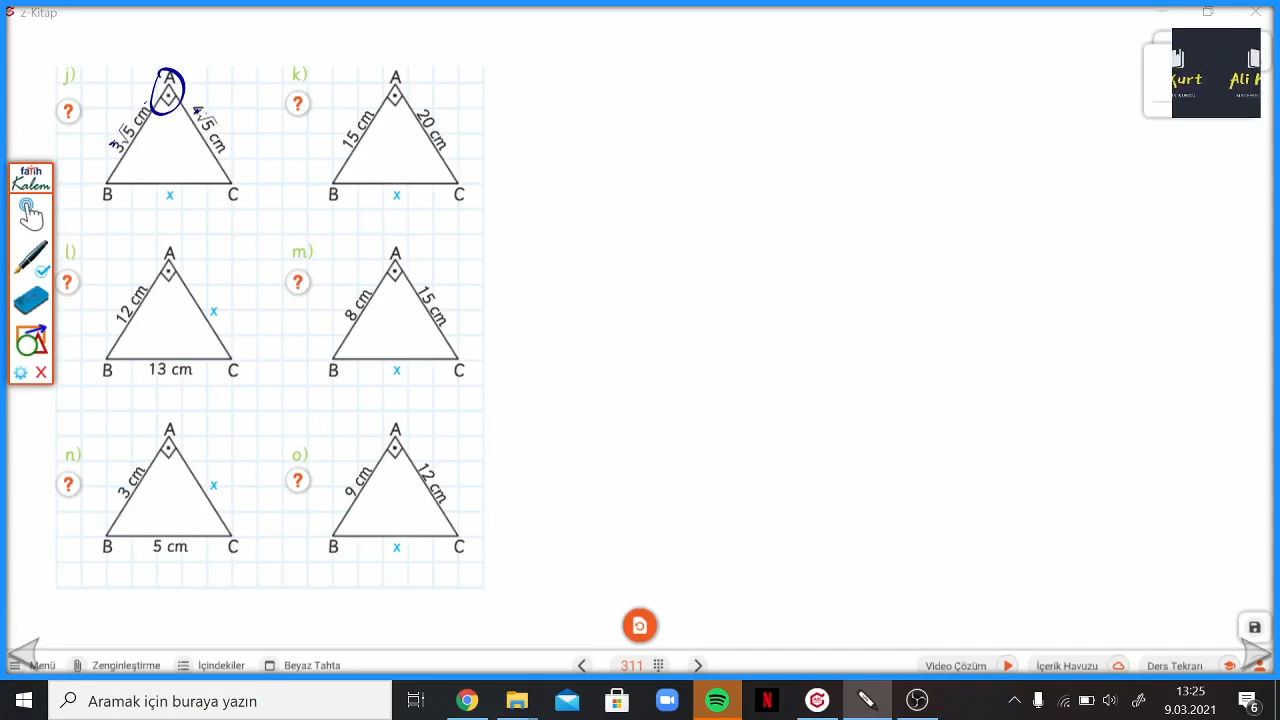 z-Kitap
j)
A
3√5 cm
4√5 cm
B
x
C
k)
A
15 cm
20 cm
B
x
C
Kurt
Ali
fatih
Kalem
l)
A
12 cm
x
B
13 cm
C
m)
A
8 cm
15 cm
B
x
C
n)
A
3 cm
x
B
5 cm
C
o)
A
9 cm
12 cm
B
x
C
Menü
Zenginleştirme
İçindekiler
Beyaz Tahta
311
Video Çözüm
İçerik Havuzu
Ders Tekrarı
Aramak için buraya yazın
13:25
9.03.2021
6